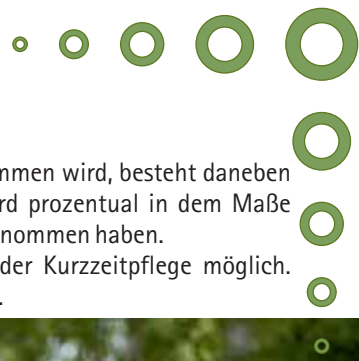 mmen wird, besteht daneben
rd prozentual in dem Maße
nommen haben.
der Kurzzeitpflege möglich.
.